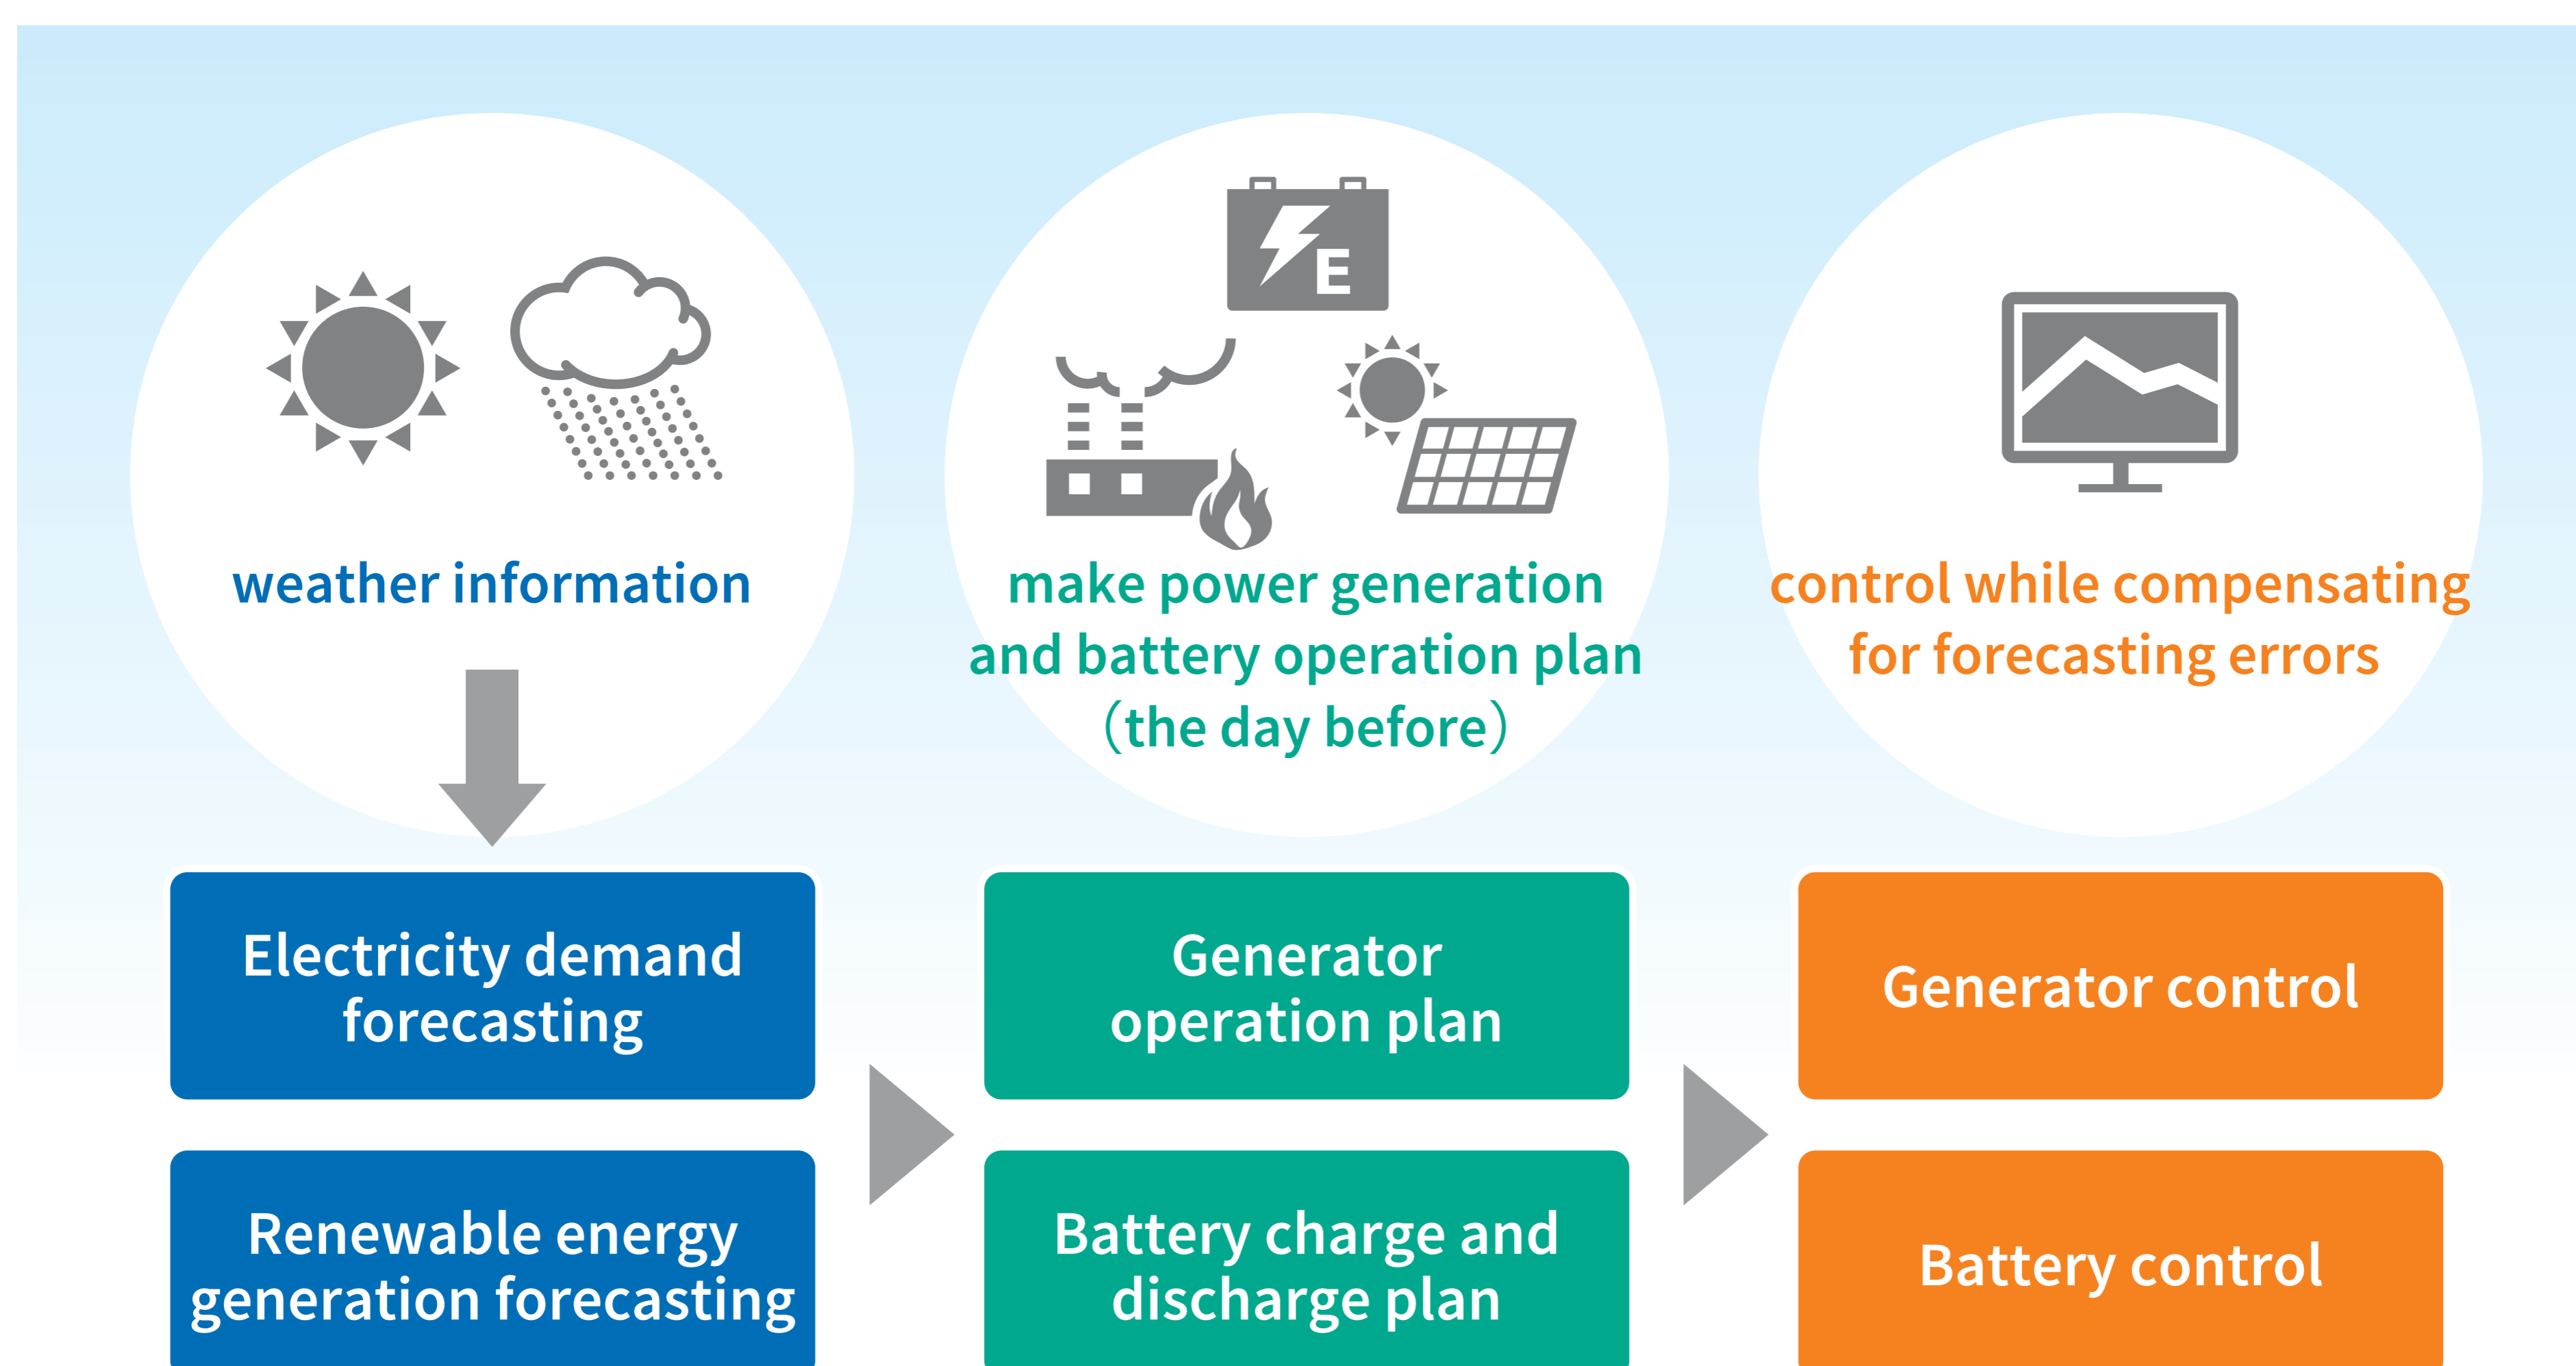 E
weather information
make power generation
and battery operation plan
（the day before）
control while compensating
for forecasting errors
Electricity demand
forecasting
Generator
operation plan
Generator control
Renewable energy
generation forecasting
Battery charge and
discharge plan
Battery control